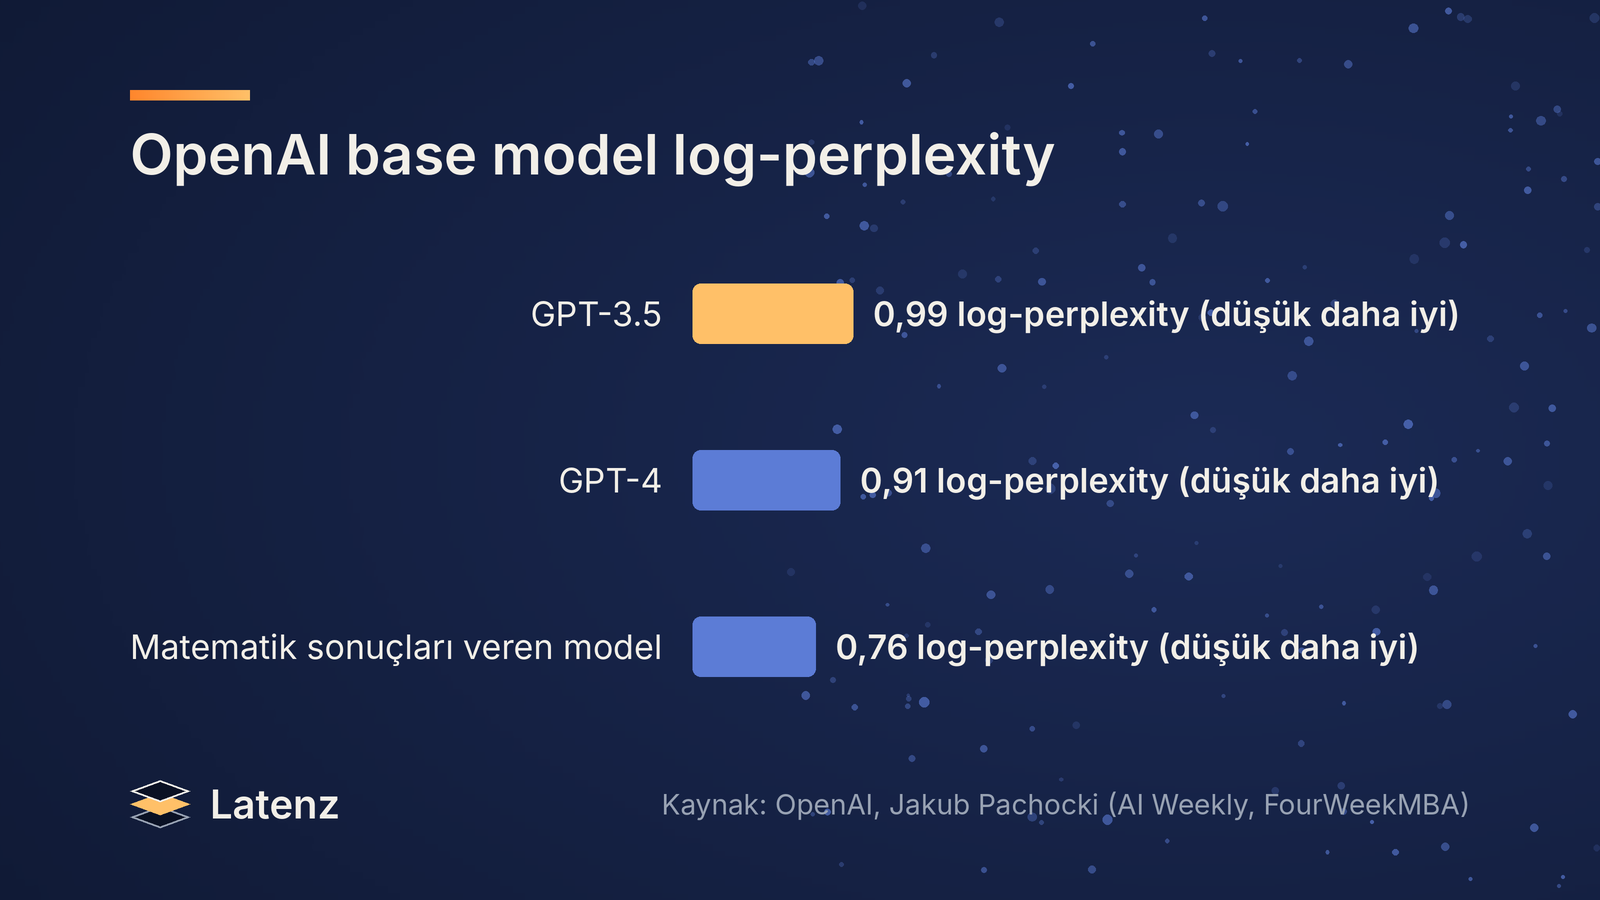 OpenAI base model log-perplexity
GPT-3.5 0,99 log-perplexity (düşük daha iyi)
GPT-4 0,91 log-perplexity (düşük daha iyi)
Matematik sonuçları veren model 0,76 log-perplexity (düşük daha iyi)
Latenz Kaynak: OpenAI, Jakub Pachocki (AI Weekly, FourWeekMBA)